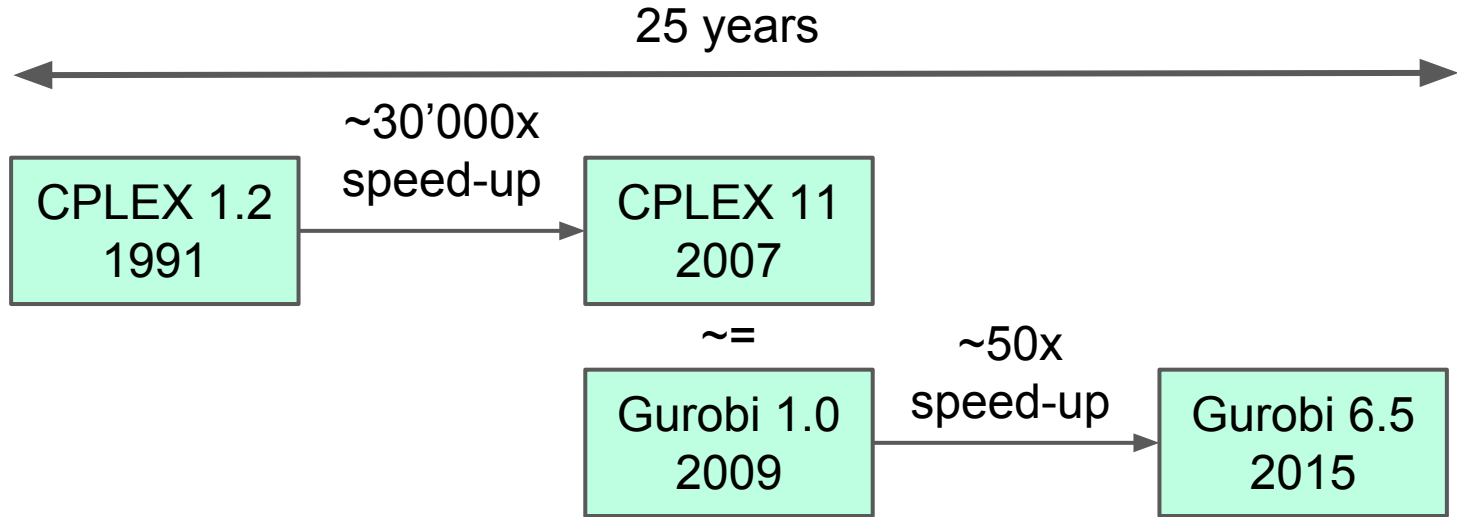 25 years
~30’000x
speed-up
CPLEX 1.2
1991
CPLEX 11
2007
~=
~50x
speed-up
Gurobi 1.0
2009
Gurobi 6.5
2015